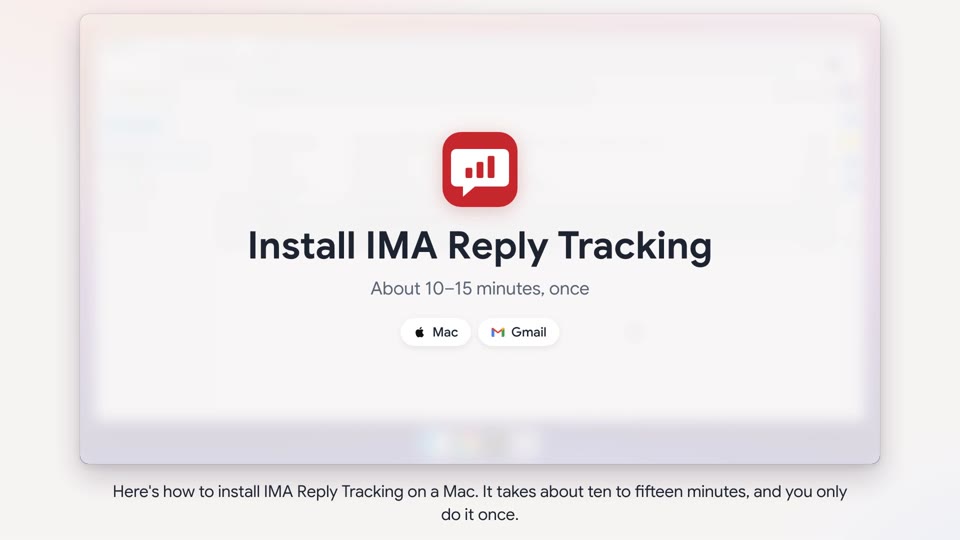 Install IMA Reply Tracking
About 10–15 minutes, once
Mac
Gmail
Here's how to install IMA Reply Tracking on a Mac. It takes about ten to fifteen minutes, and you only
do it once.